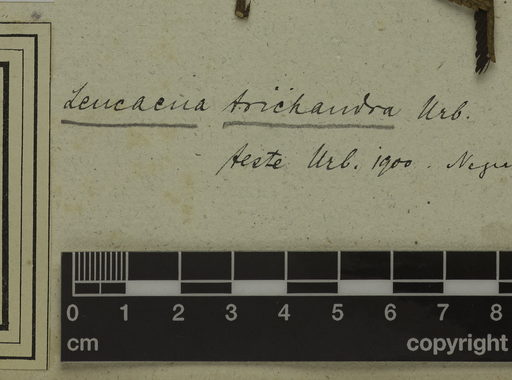 Leucaena trichandra Urb.
teste Urb. 1900.
0 1 2 3 4 5 6 7 8
cm copyright